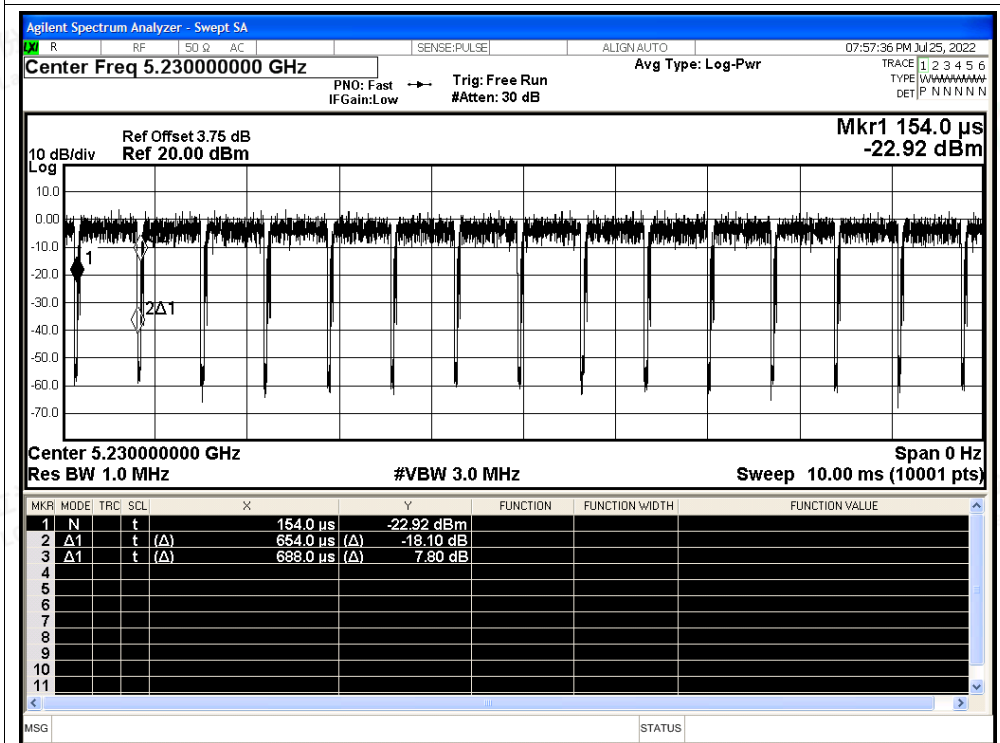 Agilent Spectrum Analyzer - Swept SA
LXI R RF 50 Ω AC SENSE:PULSE ALIGN AUTO 07:57:36 PM Jul 25, 2022
Center Freq 5.230000000 GHz
PNO: Fast
IFGain:Low
Trig: Free Run
#Atten: 30 dB
Avg Type: Log-Pwr
TRACE 1 2 3 4 5 6
TYPE
DET P N N N N N
Ref Offset 3.75 dB
10 dB/div Ref 20.00 dBm
Mkr1 154.0 µs
-22.92 dBm
Log
10.0
0.00
-10.0
-20.0
-30.0
-40.0
-50.0
-60.0
-70.0
1
2Δ1
Center 5.230000000 GHz Span 0 Hz
Res BW 1.0 MHz #VBW 3.0 MHz Sweep 10.00 ms (10001 pts)
MKR MODE TRC SCL X Y FUNCTION FUNCTION WIDTH FUNCTION VALUE
1 N t 154.0 µs -22.92 dBm
2 Δ1 t (Δ) 654.0 µs (Δ) -18.10 dB
3 Δ1 t (Δ) 688.0 µs (Δ) 7.80 dB
4
5
6
7
8
9
10
11
MSG STATUS